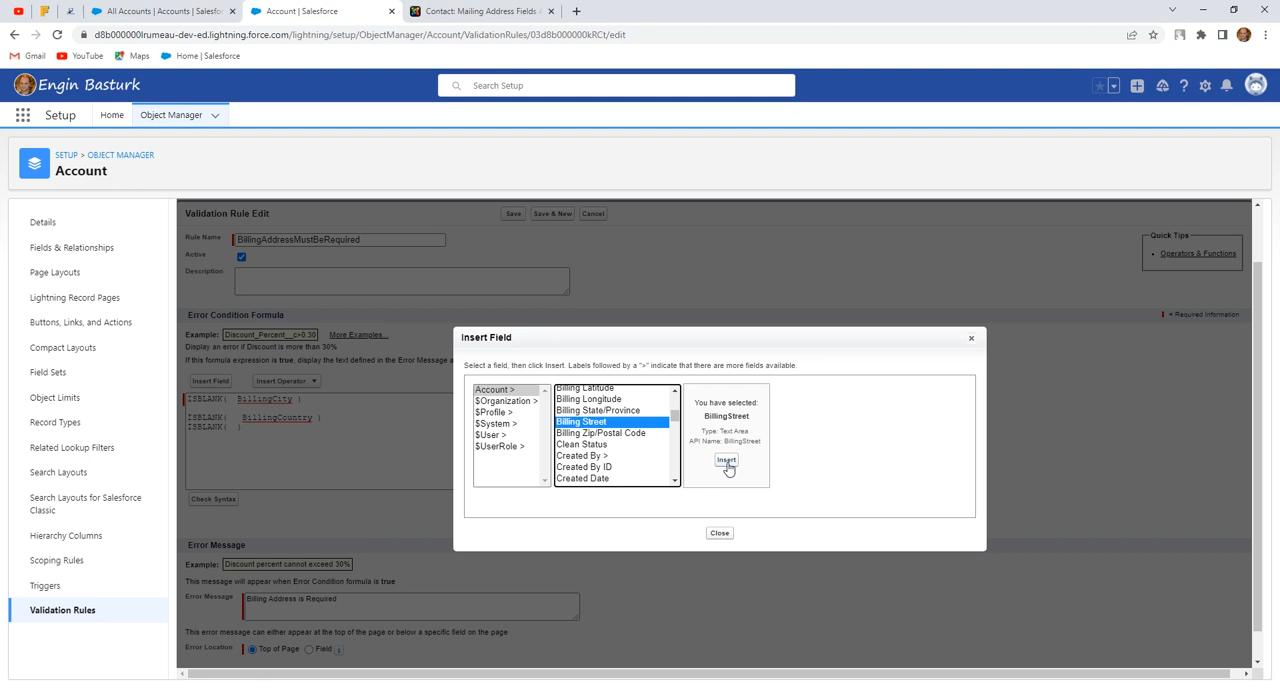 All Accounts | Accounts | Salesfor
Account | Salesforce
Contact: Mailing Address Fields A
d8b000000lrumeau-dev-ed.lightning.force.com/lightning/setup/ObjectManager/Account/ValidationRules/03d8b000000kRCt/edit
Gmail
YouTube
Maps
Home | Salesforce
Engin Basturk
Search Setup
Setup
Home
Object Manager
SETUP > OBJECT MANAGER
Account
Details
Fields & Relationships
Page Layouts
Lightning Record Pages
Buttons, Links, and Actions
Compact Layouts
Field Sets
Object Limits
Record Types
Related Lookup Filters
Search Layouts
Search Layouts for Salesforce
Classic
Hierarchy Columns
Scoping Rules
Triggers
Validation Rules
Validation Rule Edit
Save
Save & New
Cancel
Rule Name
BillingAddressMustBeRequired
Active
Description
Quick Tips
• Operators & Functions
Error Condition Formula
= Required Information
Example:
Discount_Percent__c>0.30
More Examples...
Display an error if Discount is more than 30%
If this formula expression is true, display the text defined in the Error Message a
Insert Field
Insert Operator
ISBLANK( BillingCity )
ISBLANK( BillingCountry )
ISBLANK( )
Check Syntax
Insert Field
Select a field, then click Insert. Labels followed by a ">" indicate that there are more fields available.
Account >
$Organization >
$Profile >
$System >
$User >
$UserRole >
Billing Latitude
Billing Longitude
Billing State/Province
Billing Street
Billing Zip/Postal Code
Clean Status
Created By >
Created By ID
Created Date
You have selected:
BillingStreet
Type: Text Area
API Name: BillingStreet
Insert
Close
Error Message
Example:
Discount percent cannot exceed 30%
This message will appear when Error Condition formula is true
Error Message
Billing Address is Required
This error message can either appear at the top of the page or below a specific field on the page
Error Location
Top of Page
Field